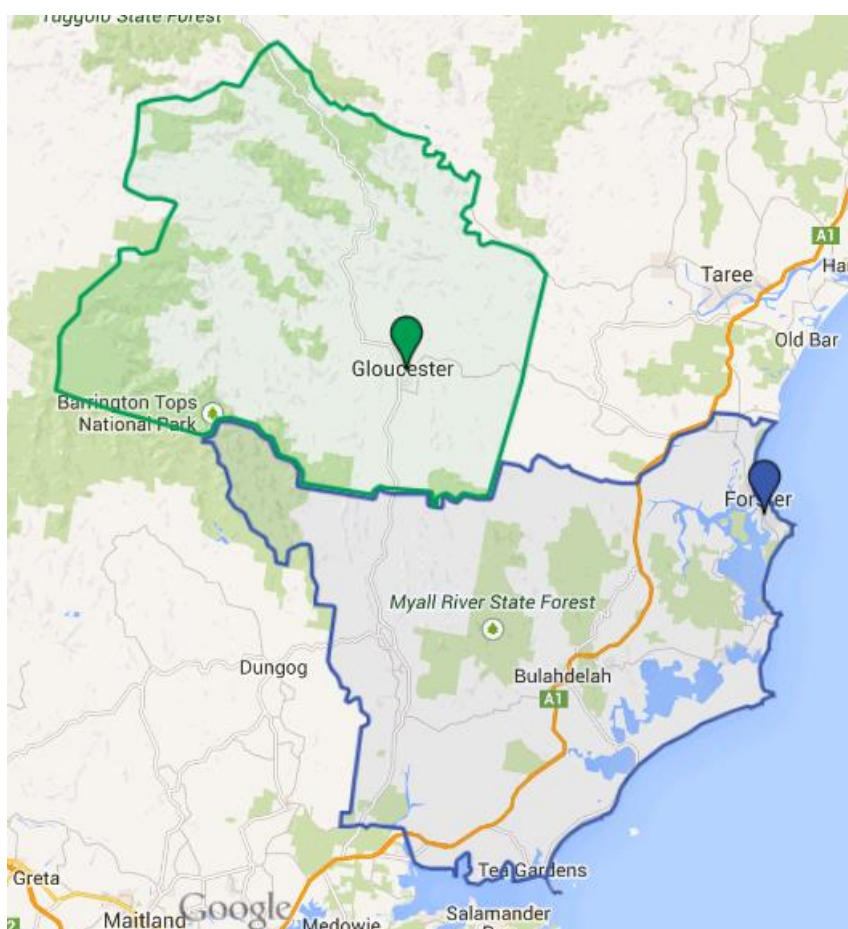 Tuggolo State Forest
A1
Taree
Ha
Old Bar
Gloucester
Barrington Tops
National Park
Forster
Myall River State Forest
Dungog
Bulahdelah
A1
Tea Gardens
Greta
Maitland
Google
Medowie
Salamander
2